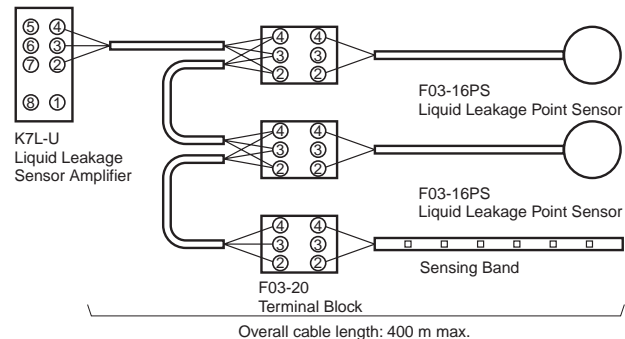 ⑤ ④
⑥ ③
⑦ ②
⑧ ①
K7L-U
Liquid Leakage
Sensor Amplifier
④ ④
③ ③
② ②
F03-16PS
Liquid Leakage Point Sensor
④ ④
③ ③
② ②
F03-16PS
Liquid Leakage Point Sensor
④ ④
③ ③
② ②
F03-20
Terminal Block
Sensing Band
Overall cable length: 400 m max.